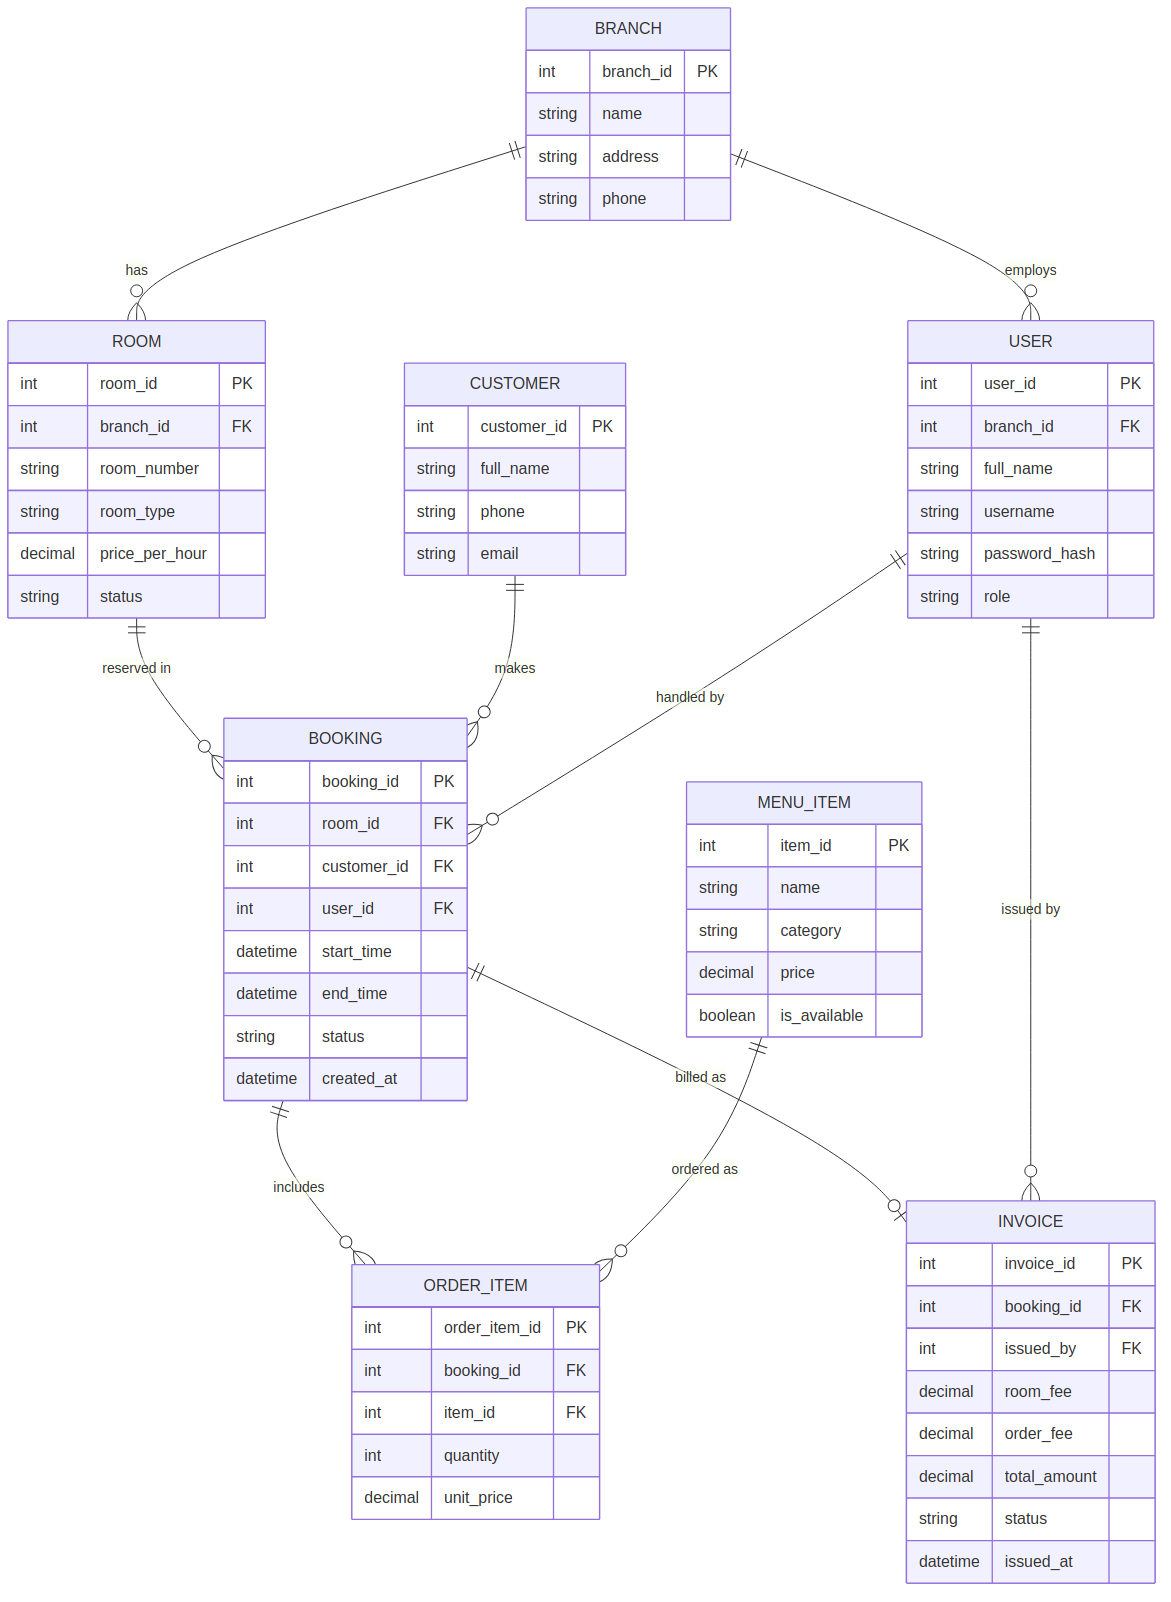 BRANCH
int branch_id PK
string name
string address
string phone
has
employs
ROOM
int room_id PK
int branch_id FK
string room_number
string room_type
decimal price_per_hour
string status
CUSTOMER
int customer_id PK
string full_name
string phone
string email
USER
int user_id PK
int branch_id FK
string full_name
string username
string password_hash
string role
reserved in
makes
handled by
BOOKING
int booking_id PK
int room_id FK
int customer_id FK
int user_id FK
datetime start_time
datetime end_time
string status
datetime created_at
MENU_ITEM
int item_id PK
string name
string category
decimal price
boolean is_available
issued by
billed as
ordered as
includes
ORDER_ITEM
int order_item_id PK
int booking_id FK
int item_id FK
int quantity
decimal unit_price
INVOICE
int invoice_id PK
int booking_id FK
int issued_by FK
decimal room_fee
decimal order_fee
decimal total_amount
string status
datetime issued_at